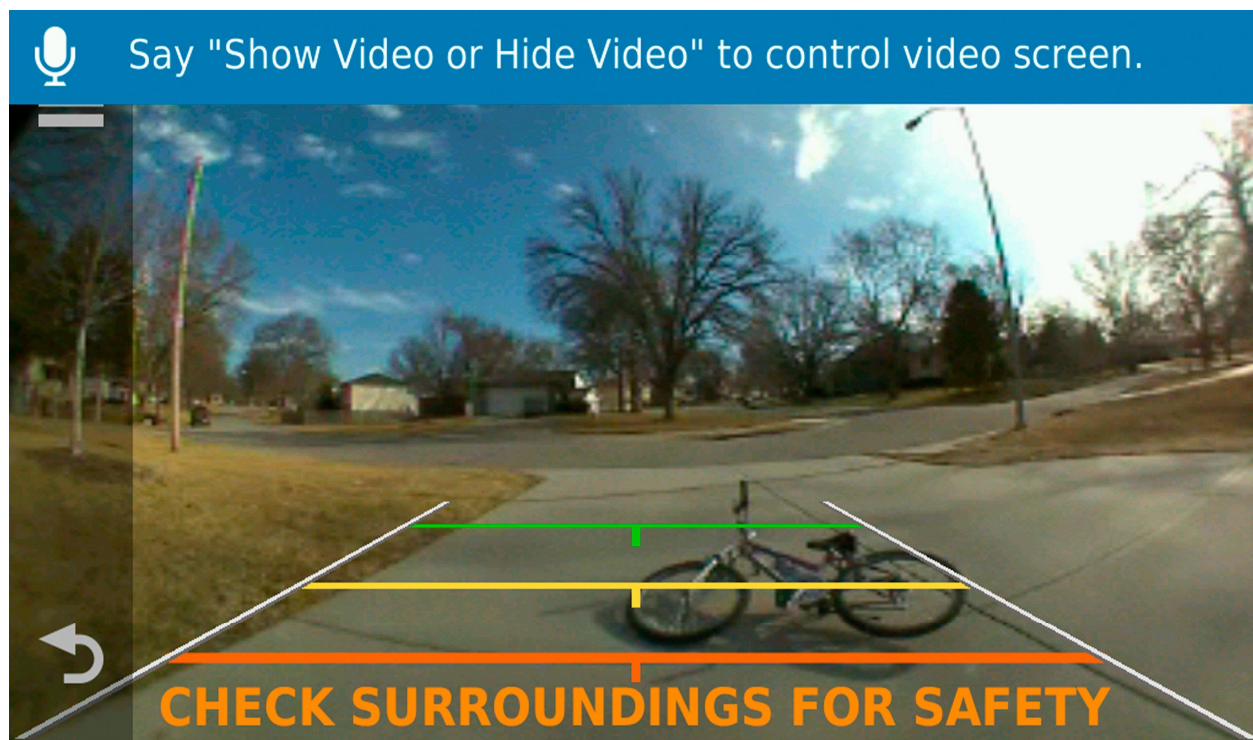 Say "Show Video or Hide Video" to control video screen.
CHECK SURROUNDINGS FOR SAFETY